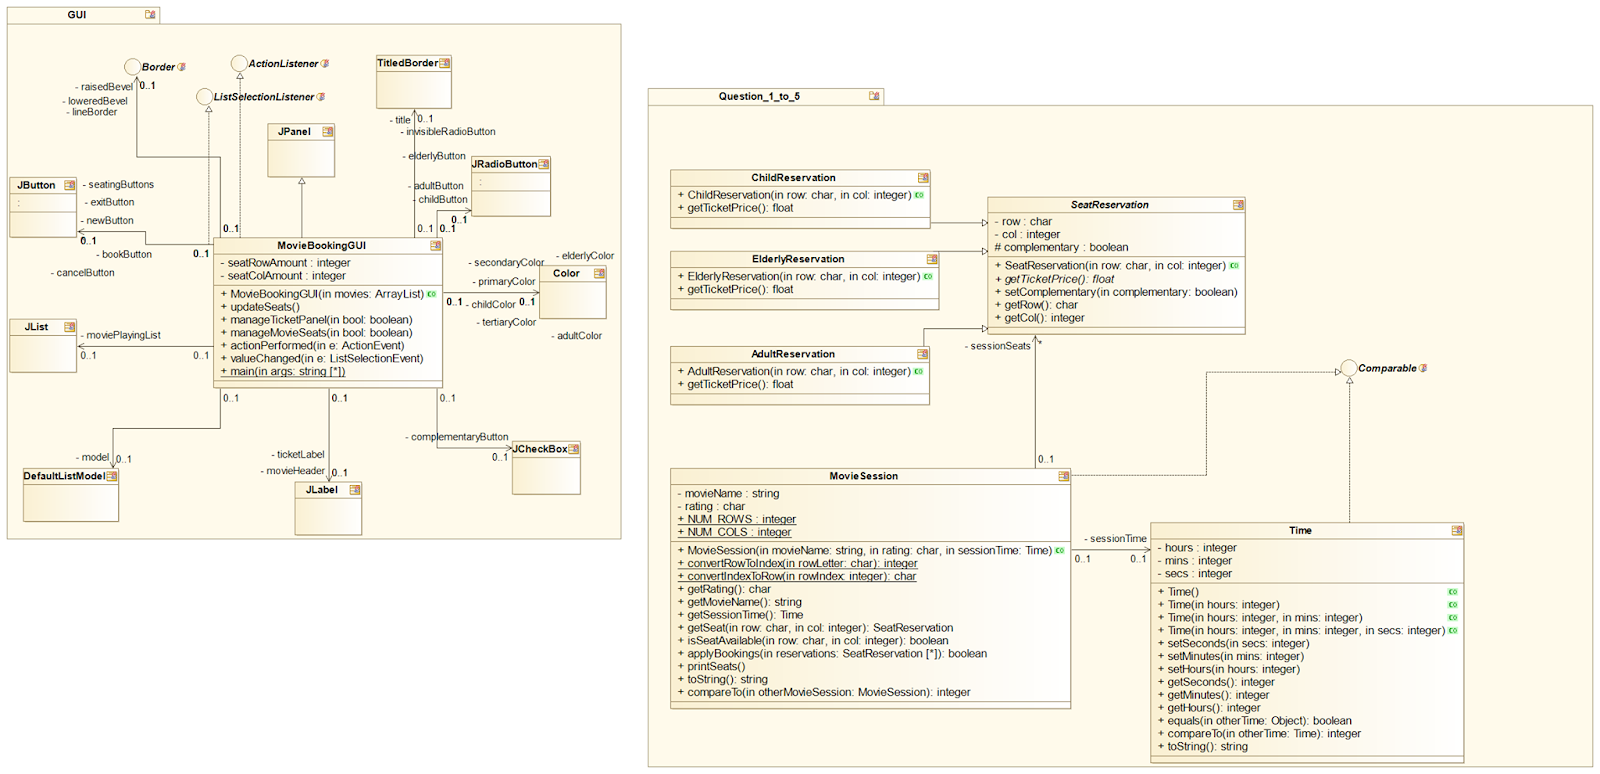 GUI
Border
- raisedBevel
0..1
- loweredBevel
- lineBorder
ActionListener
ListSelectionListener
TitledBorder
- title
0..1
- invisibleRadioButton
JPanel
- elderlyButton
JRadioButton
:
- adultButton
- childButton
0..1
0..1
0..1
JButton
:
- seatingButtons
- exitButton
- newButton
0..1
- bookButton
- cancelButton
0..1
0..1
MovieBookingGUI
- seatRowAmount : integer
- seatColAmount : integer
+ MovieBookingGUI(in movies: ArrayList)
+ updateSeats()
+ manageTicketPanel(in bool: boolean)
+ manageMovieSeats(in bool: boolean)
+ actionPerformed(in e: ActionEvent)
+ valueChanged(in e: ListSelectionEvent)
+ main(in args: string [*])
- elderlyColor
- secondaryColor
- primaryColor
0..1
- childColor
0..1
- tertiaryColor
- adultColor
Color
JList
- moviePlayingList
0..1
0..1
0..1
0..1
0..1
- model
0..1
DefaultListModel
- ticketLabel
- movieHeader
0..1
JLabel
- complementaryButton
0..1
JCheckBox
Question_1_to_5
ChildReservation
+ ChildReservation(in row: char, in col: integer)
+ getTicketPrice(): float
ElderlyReservation
+ ElderlyReservation(in row: char, in col: integer)
+ getTicketPrice(): float
AdultReservation
+ AdultReservation(in row: char, in col: integer)
+ getTicketPrice(): float
SeatReservation
- row : char
- col : integer
# complementary : boolean
+ SeatReservation(in row: char, in col: integer)
+ getTicketPrice(): float
+ setComplementary(in complementary: boolean)
+ getRow(): char
+ getCol(): integer
- sessionSeats
*
0..1
Comparable
MovieSession
- movieName : string
- rating : char
+ NUM_ROWS : integer
+ NUM_COLS : integer
+ MovieSession(in movieName: string, in rating: char, in sessionTime: Time)
+ convertRowToIndex(in rowLetter: char): integer
+ convertIndexToRow(in rowIndex: integer): char
+ getRating(): char
+ getMovieName(): string
+ getSessionTime(): Time
+ getSeat(in row: char, in col: integer): SeatReservation
+ isSeatAvailable(in row: char, in col: integer): boolean
+ applyBookings(in reservations: SeatReservation [*]): boolean
+ printSeats()
+ toString(): string
+ compareTo(in otherMovieSession: MovieSession): integer
- sessionTime
0..1
0..1
Time
- hours : integer
- mins : integer
- secs : integer
+ Time()
+ Time(in hours: integer)
+ Time(in hours: integer, in mins: integer)
+ Time(in hours: integer, in mins: integer, in secs: integer)
+ setSeconds(in secs: integer)
+ setMinutes(in mins: integer)
+ setHours(in hours: integer)
+ getSeconds(): integer
+ getMinutes(): integer
+ getHours(): integer
+ equals(in otherTime: Object): boolean
+ compareTo(in otherTime: Time): integer
+ toString(): string